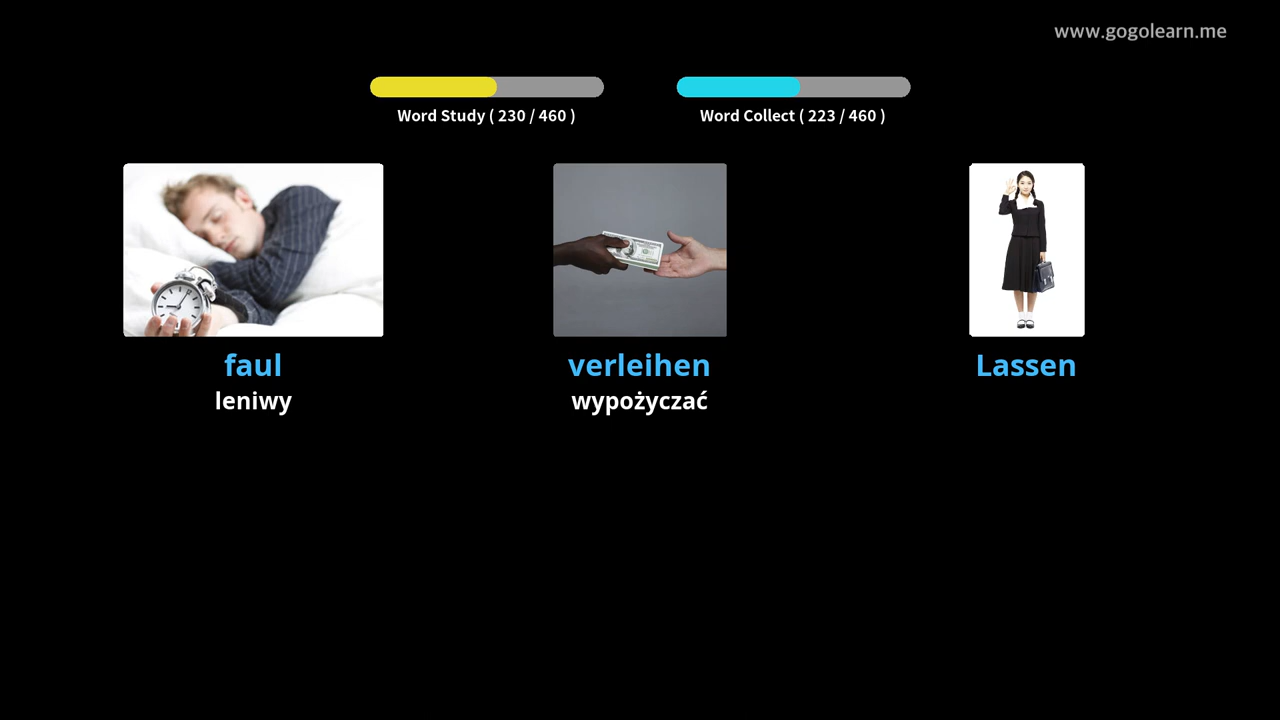 www.gogolearn.me
Word Study ( 230 / 460 )
Word Collect ( 223 / 460 )
faul
verleihen
Lassen
leniwy
wypożyczać